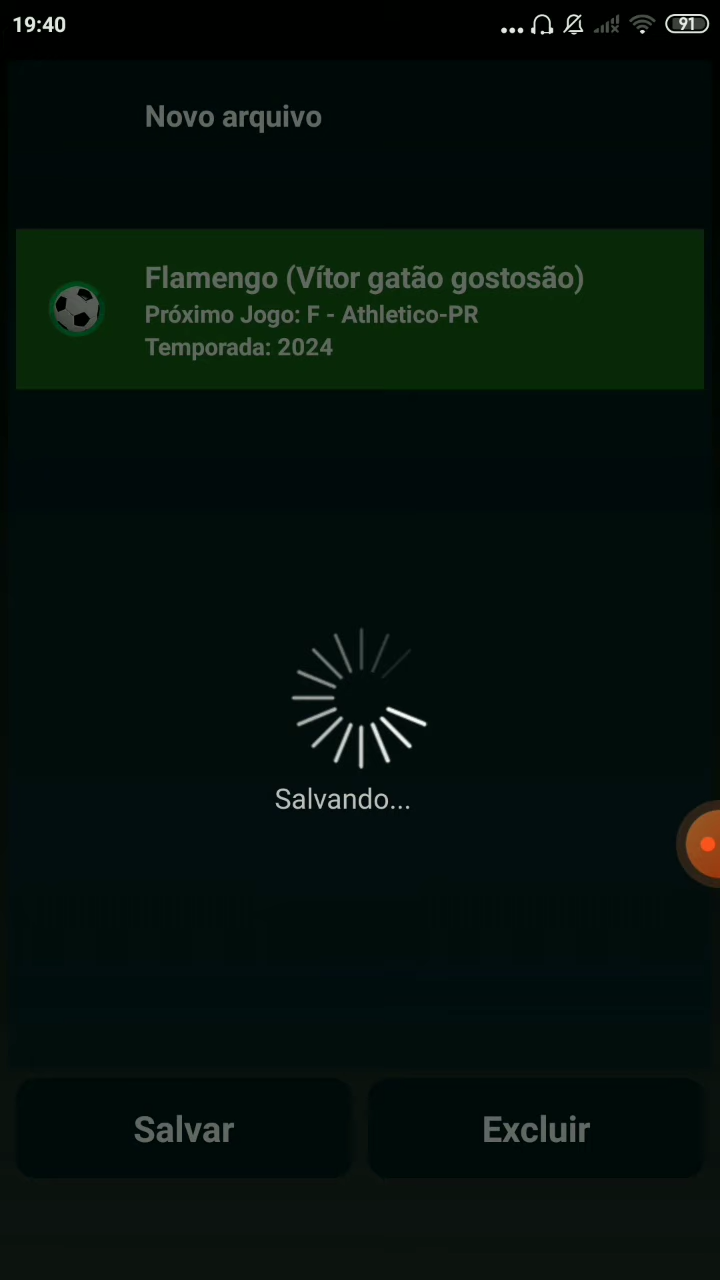 19:40
91
Novo arquivo
Flamengo (Vítor gatão gostosão)
Próximo Jogo: F - Athletico-PR
Temporada: 2024
Salvando...
Salvar
Excluir